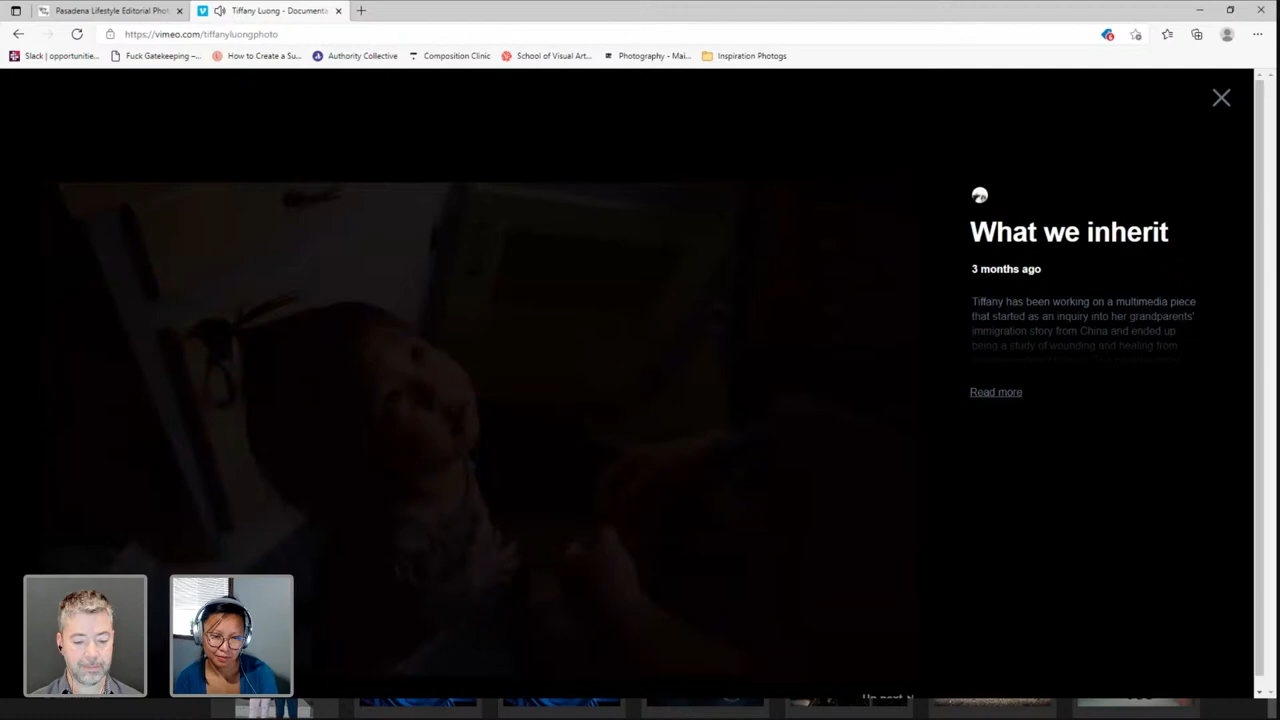 Pasadena Lifestyle Editorial Phot
Tiffany Luong - Documenta
https://vimeo.com/tiffanyluongphoto
Slack | opportunitie...
Fuck Gatekeeping –...
How to Create a Su...
Authority Collective
Composition Clinic
School of Visual Art...
Photography - Mai...
Inspiration Photogs
What we inherit
3 months ago
Tiffany has been working on a multimedia piece
that started as an inquiry into her grandparents'
immigration story from China and ended up
being a study of wounding and healing from
Read more
Up next